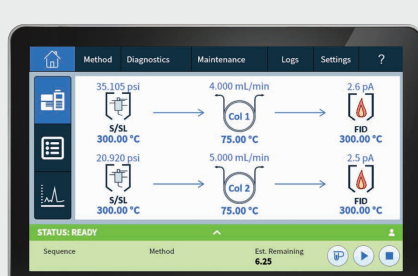 Method Diagnostics Maintenance Logs Settings ?
35.105 psi 4.000 mL/min 2.6 pA
Col 1
S/SL FID
300.00 °C 75.00 °C 300.00 °C
20.920 psi 5.000 mL/min 2.5 pA
Col 2
S/SL FID
300.00 °C 75.00 °C 300.00 °C
STATUS: READY
Sequence Method Est. Remaining
6.25